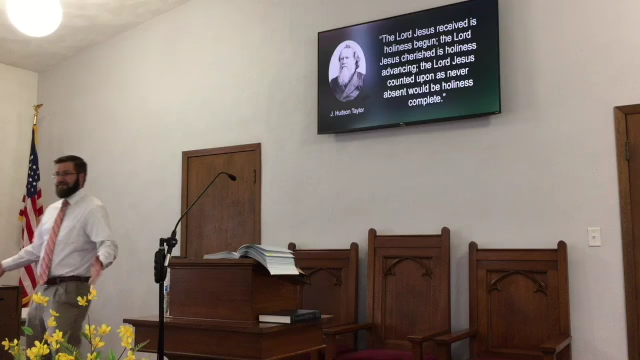 "The Lord Jesus received is
holiness begun; the Lord
Jesus cherished is holiness
advancing; the Lord Jesus
counted upon as never
absent would be holiness
complete."
J. Hudson Taylor